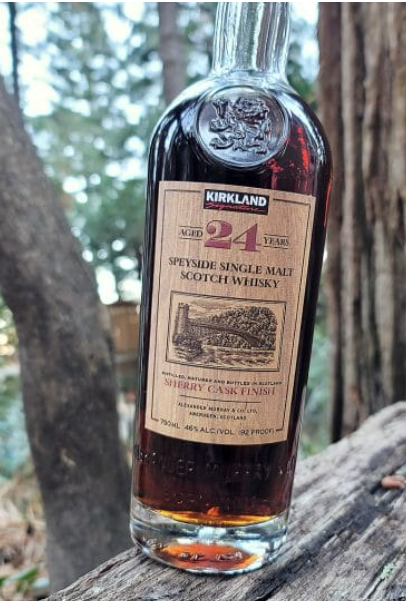 KIRKLAND
Signature
AGED 24 YEARS
SPEYSIDE SINGLE MALT
SCOTCH WHISKY
DISTILLED, MATURED AND BOTTLED IN SCOTLAND
SHERRY CASK FINISH
ALEXANDER MURRAY & CO. LTD.
ABERDEEN, SCOTLAND
750ML 46% ALC./VOL. (92 PROOF)